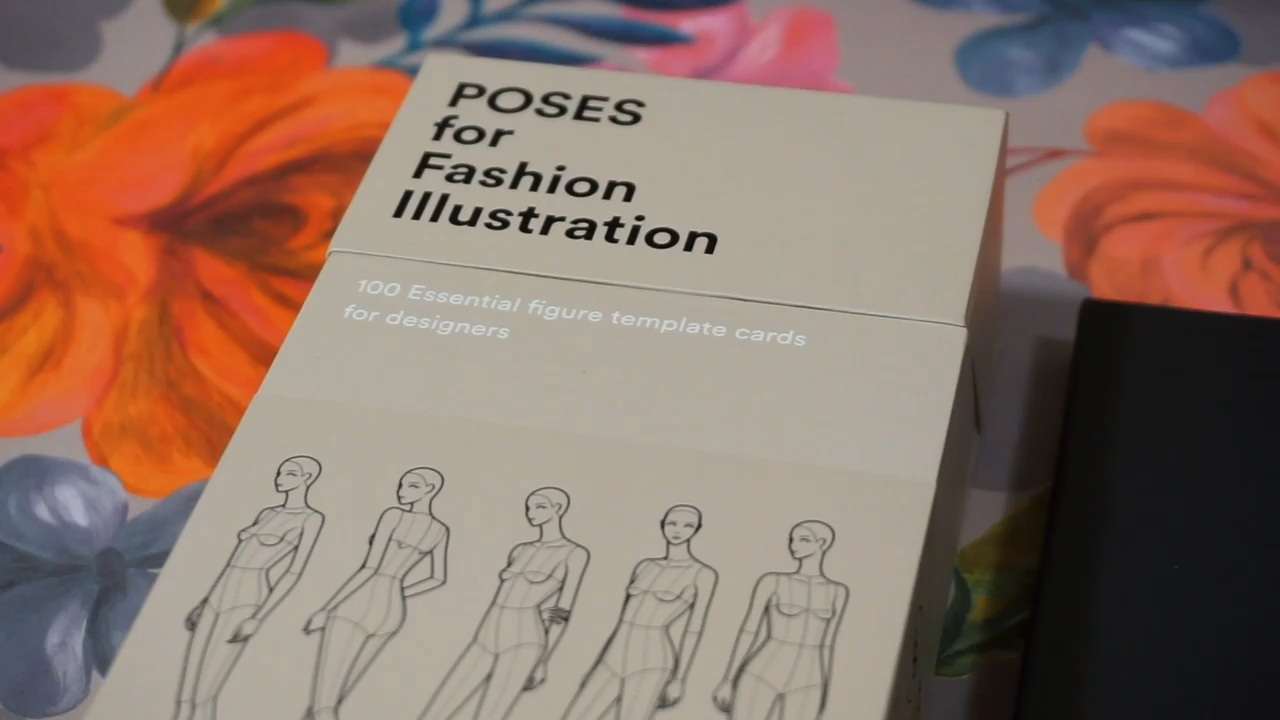 POSES
for
Fashion
Illustration
100 Essential figure template cards
for designers